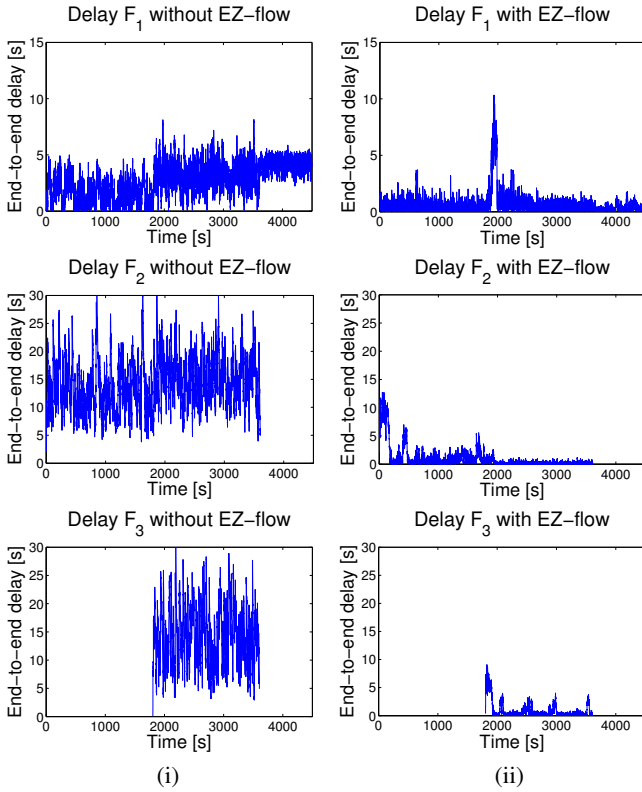 Delay F1 without EZ-flow
End-to-end delay [s]
15
10
5
0
0 1000 2000 3000 4000
Time [s]
Delay F1 with EZ-flow
End-to-end delay [s]
15
10
5
0
0 1000 2000 3000 4000
Time [s]
Delay F2 without EZ-flow
End-to-end delay [s]
30
25
20
15
10
5
0
0 1000 2000 3000 4000
Time [s]
Delay F2 with EZ-flow
End-to-end delay [s]
30
25
20
15
10
5
0
0 1000 2000 3000 4000
Time [s]
Delay F3 without EZ-flow
End-to-end delay [s]
30
25
20
15
10
5
0
0 1000 2000 3000 4000
Time [s]
Delay F3 with EZ-flow
End-to-end delay [s]
30
25
20
15
10
5
0
0 1000 2000 3000 4000
Time [s]
(i)
(ii)